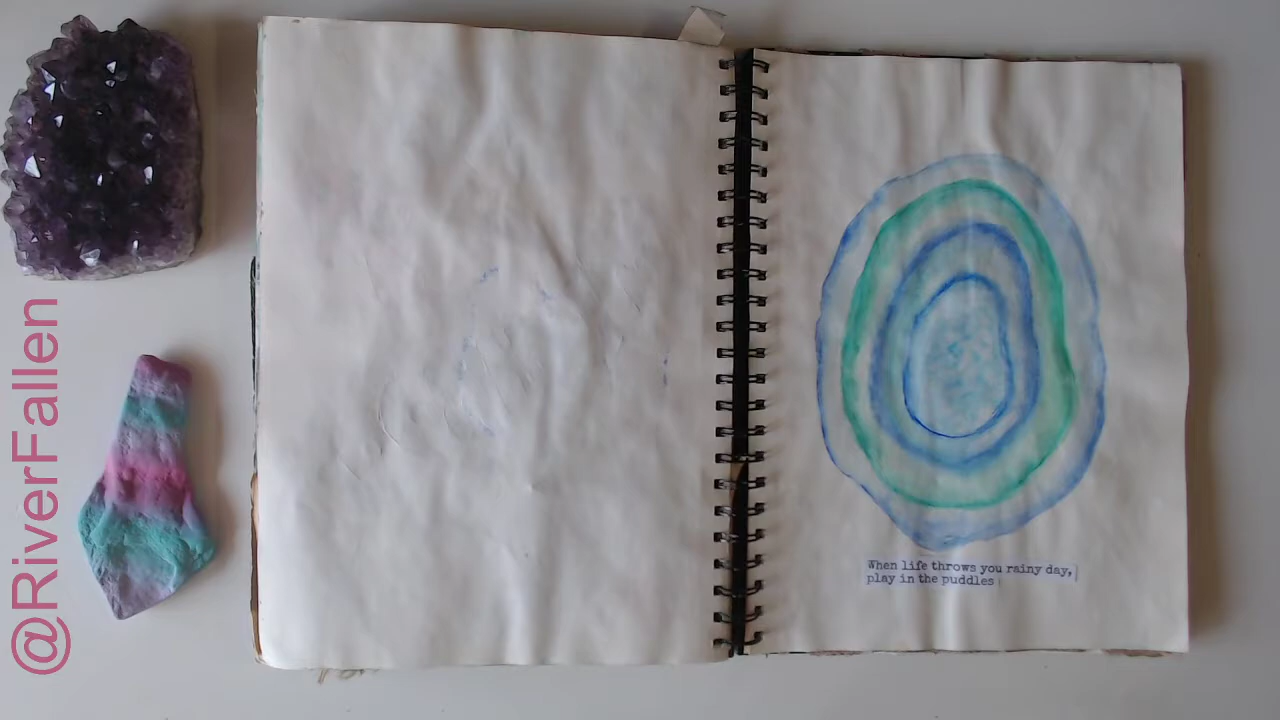 @RiverFallen
When life throws you rainy day,
play in the puddles